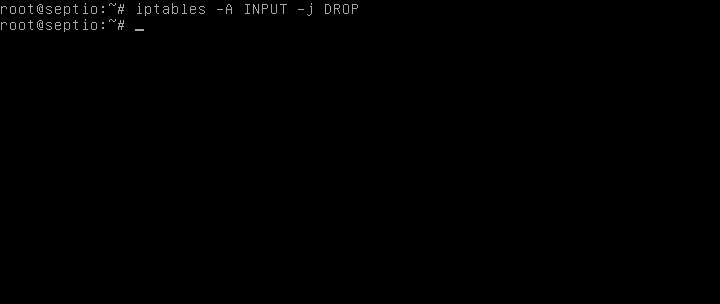 root@septio:~# iptables -A INPUT -j DROP
root@septio:~# _